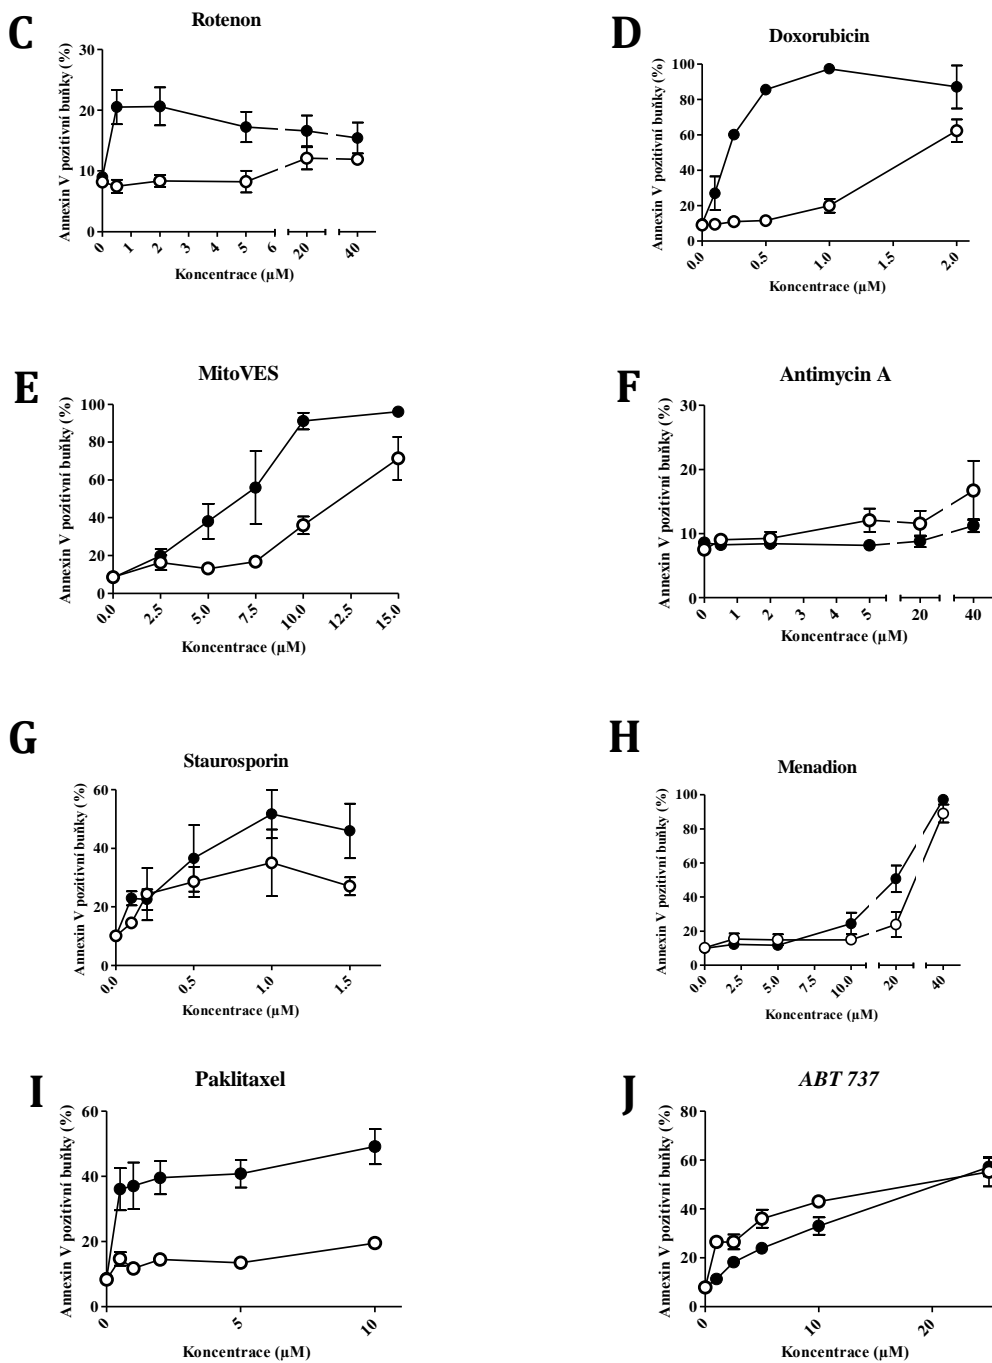 C
Rotenon
Annexin V pozitivní buňky (%)
30
20
10
0
0 1 2 3 4 5 6 20 40
Koncentrace (µM)
D
Doxorubicin
Annexin V pozitivní buňky (%)
100
80
60
40
20
0
0.0 0.5 1.0 1.5 2.0
Koncentrace (µM)
E
MitoVES
Annexin V pozitivní buňky (%)
100
80
60
40
20
0
0.0 2.5 5.0 7.5 10.0 12.5 15.0
Koncentrace (µM)
F
Antimycin A
Annexin V pozitivní buňky (%)
30
20
10
0
0 1 2 3 4 5 20 40
Koncentrace (µM)
G
Staurosporin
Annexin V pozitivní buňky (%)
60
40
20
0
0.0 0.5 1.0 1.5
Koncentrace (µM)
H
Menadion
Annexin V pozitivní buňky (%)
100
80
60
40
20
0
0.0 2.5 5.0 7.5 10.0 20 40
Koncentrace (µM)
I
Paklitaxel
Annexin V pozitivní buňky (%)
60
40
20
0
0 5 10
Koncentrace (µM)
J
ABT 737
Annexin V pozitivní buňky (%)
80
60
40
20
0
0 10 20
Koncentrace (µM)